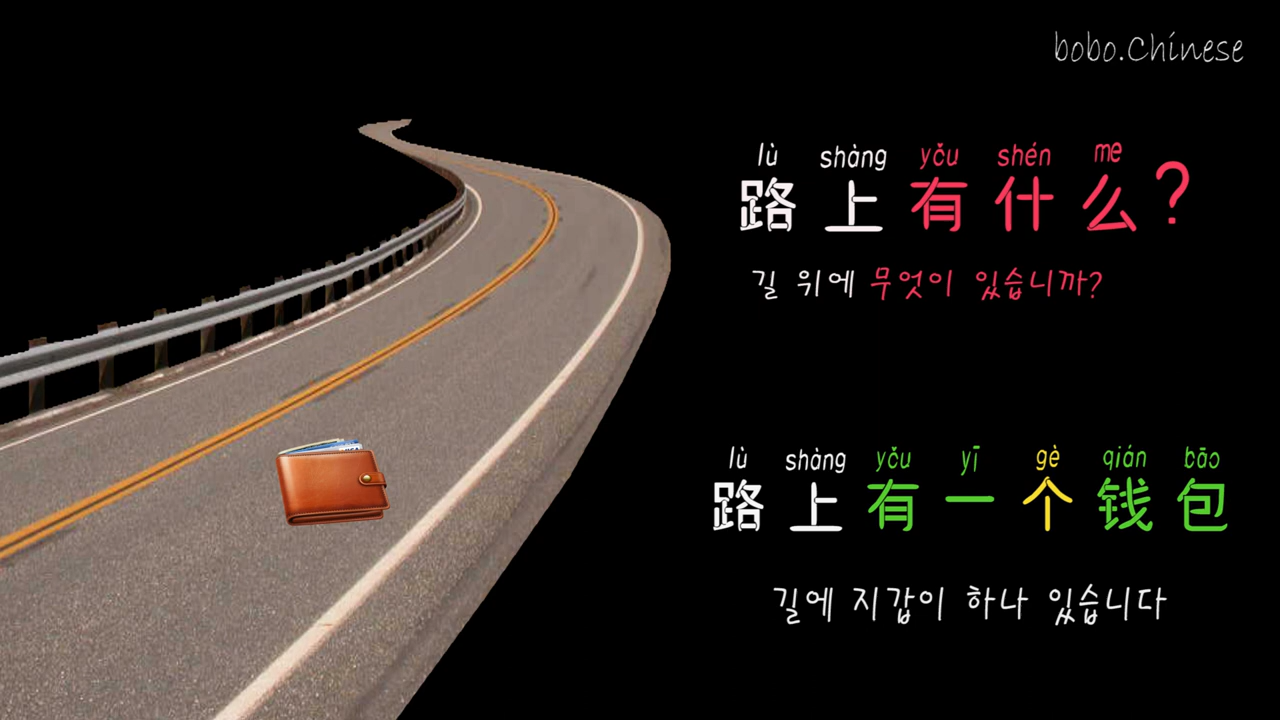 bobo.Chinese
lù shàng yǒu shén me
路上有什么?
길 위에 무엇이 있습니까?
lù shàng yǒu yī gè qián bāo
路上有一个钱包
길에 지갑이 하나 있습니다